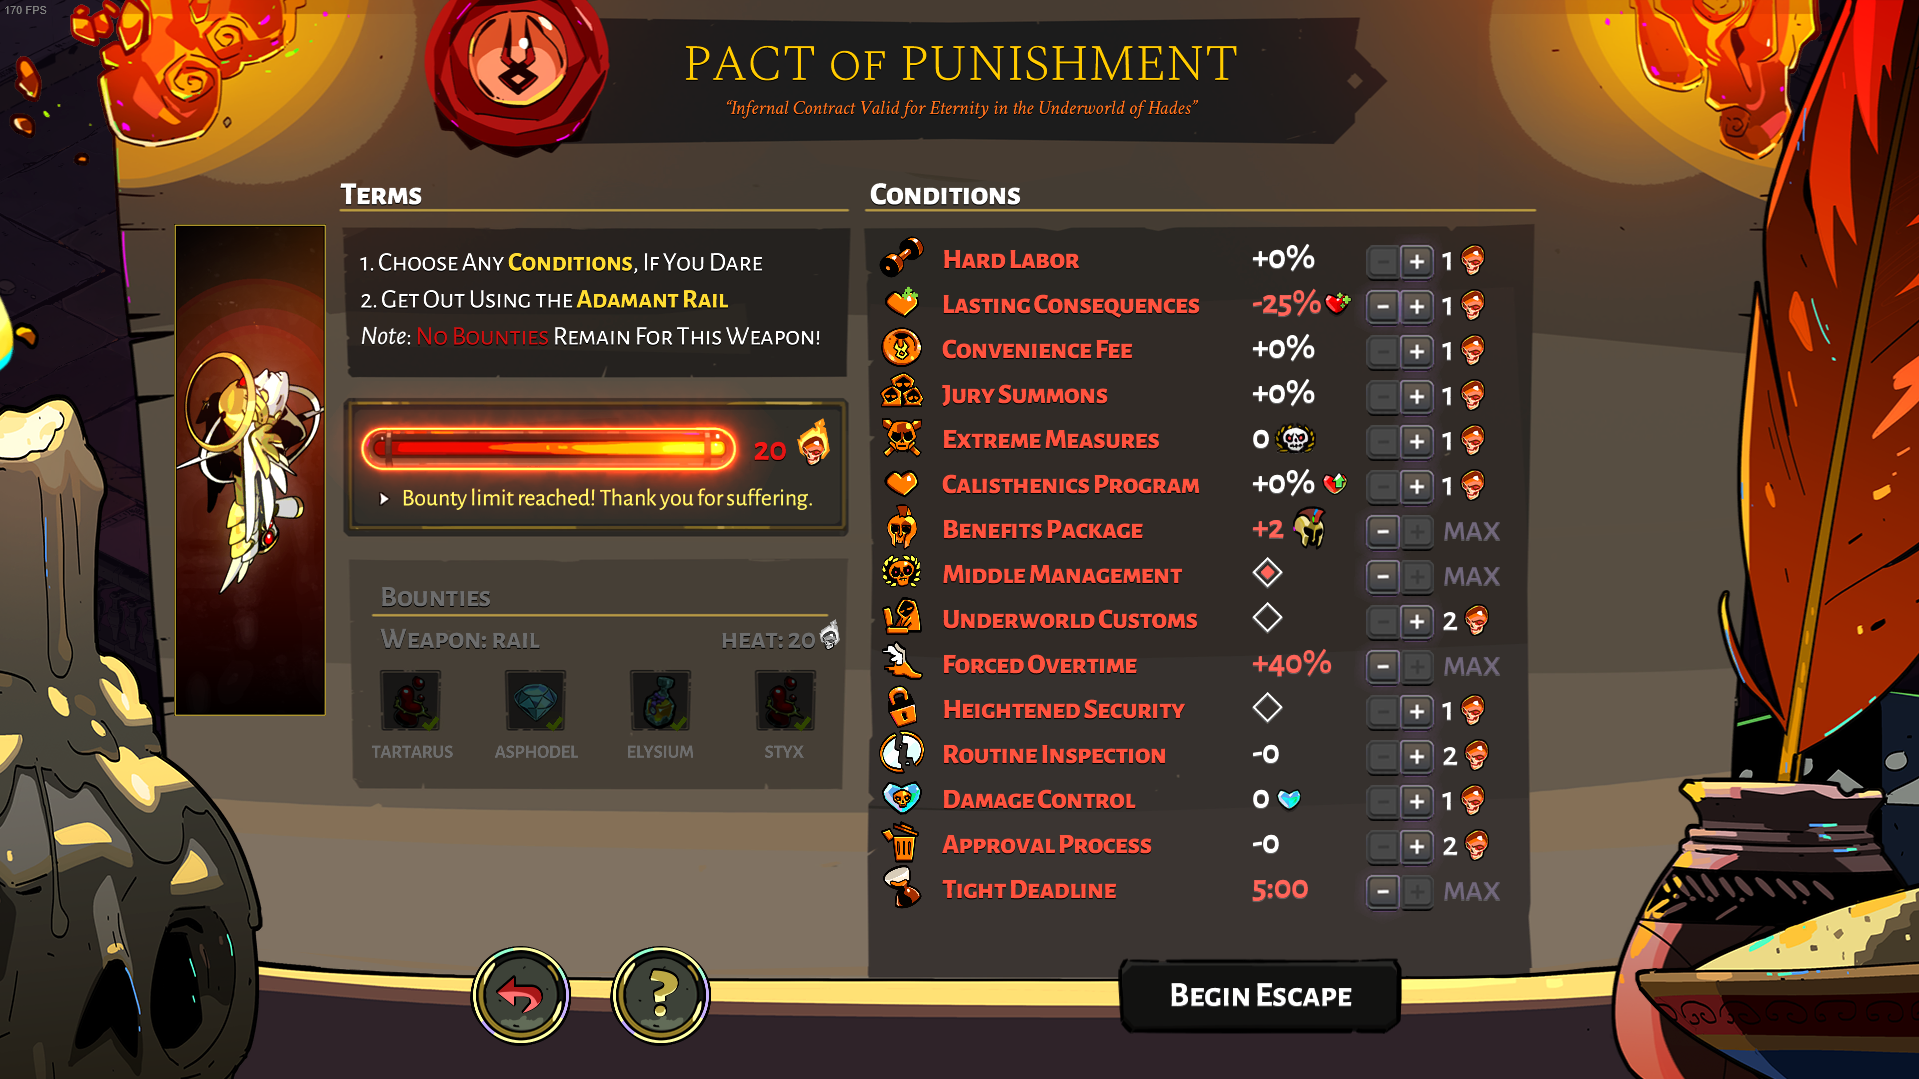 170 FPS
PACT OF PUNISHMENT
“Infernal Contract Valid for Eternity in the Underworld of Hades”
TERMS
1. CHOOSE ANY CONDITIONS, IF YOU DARE
2. GET OUT USING THE ADAMANT RAIL
Note: NO BOUNTIES REMAIN FOR THIS WEAPON!
20
Bounty limit reached! Thank you for suffering.
BOUNTIES
WEAPON: RAIL HEAT: 20
TARTARUS ASPHODEL ELYSIUM STYX
CONDITIONS
HARD LABOR +0% - + 1
LASTING CONSEQUENCES -25% - + 1
CONVENIENCE FEE +0% - + 1
JURY SUMMONS +0% - + 1
EXTREME MEASURES 0 - + 1
CALISTHENICS PROGRAM +0% - + 1
BENEFITS PACKAGE +2 - + MAX
MIDDLE MANAGEMENT - + MAX
UNDERWORLD CUSTOMS - + 2
FORCED OVERTIME +40% - + MAX
HEIGHTENED SECURITY - + 1
ROUTINE INSPECTION -0 - + 2
DAMAGE CONTROL 0 - + 1
APPROVAL PROCESS -0 - + 2
TIGHT DEADLINE 5:00 - + MAX
?
BEGIN ESCAPE